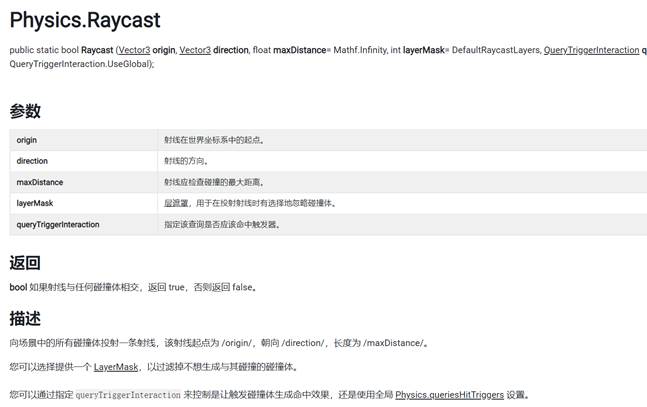 Physics.Raycast
public static bool Raycast (Vector3 origin, Vector3 direction, float maxDistance= Mathf.Infinity, int layerMask= DefaultRaycastLayers, QueryTriggerInteraction q
QueryTriggerInteraction.UseGlobal);
参数
origin 射线在世界坐标系中的起点。
direction 射线的方向。
maxDistance 射线应检查碰撞的最大距离。
layerMask 层遮罩，用于在投射射线时有选择地忽略碰撞体。
queryTriggerInteraction 指定该查询是否应该命中触发器。
返回
bool 如果射线与任何碰撞体相交，返回 true，否则返回 false。
描述
向场景中的所有碰撞体投射一条射线，该射线起点为 /origin/，朝向 /direction/，长度为 /maxDistance/。
您可以选择提供一个 LayerMask，以过滤掉不想生成与其碰撞的碰撞体。
您可以通过指定 queryTriggerInteraction 来控制是让触发碰撞体生成命中效果，还是使用全局 Physics.queriesHitTriggers 设置。